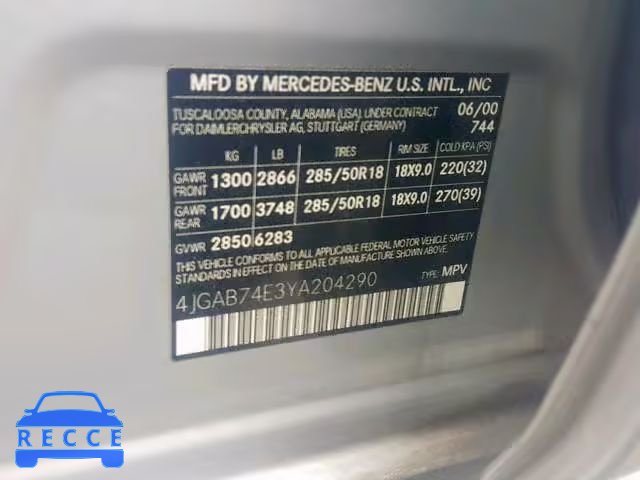 MFD BY MERCEDES-BENZ U.S. INTL., INC
TUSCALOOSA COUNTY, ALABAMA (USA), UNDER CONTRACT 06/00
FOR DAIMLERCHRYSLER AG, STUTTGART (GERMANY) 744
KG LB TIRES RIM SIZE COLD KPA (PSI)
GAWR FRONT 1300 2866 285/50R18 18X9.0 220(32)
GAWR REAR 1700 3748 285/50R18 18X9.0 270(39)
GVWR 2850 6283
THIS VEHICLE CONFORMS TO ALL APPLICABLE FEDERAL MOTOR VEHICLE SAFETY
STANDARDS IN EFFECT ON THE DATE OF MANUFACTURE SHOWN ABOVE.
4JGAB74E3YA204290 TYPE: MPV
RECCE